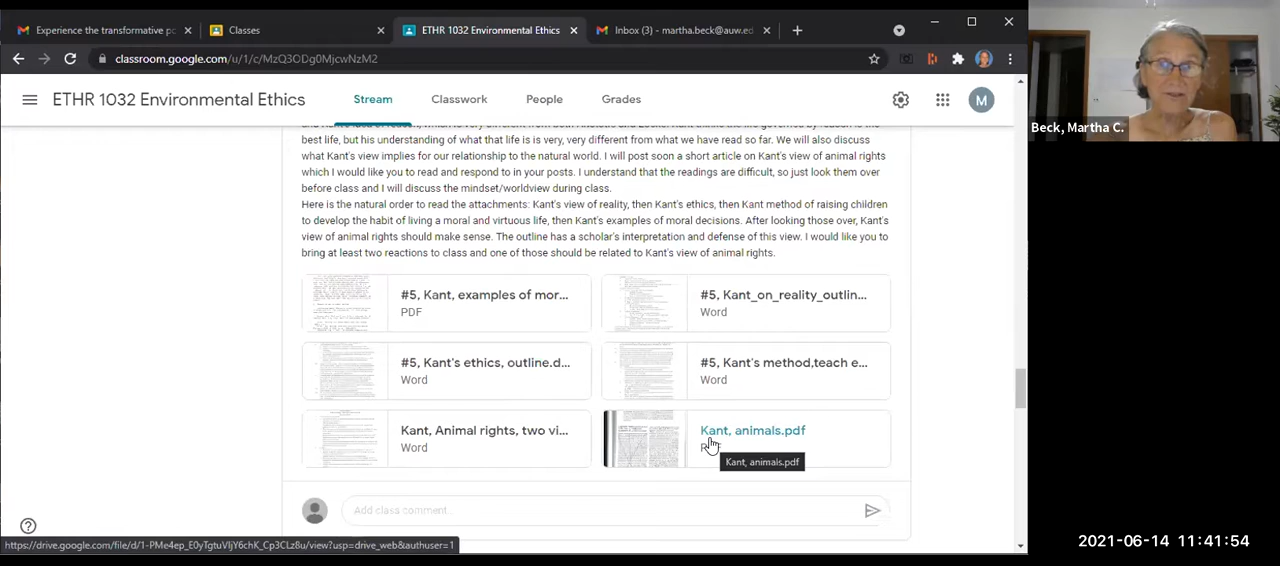 Experience the transformative pc
Classes
ETHR 1032 Environmental Ethics
Inbox (3) - martha.beck@auw.ed
classroom.google.com/u/1/c/MzQ3ODg0MjcwNzM2
ETHR 1032 Environmental Ethics
Stream
Classwork
People
Grades
M
Beck, Martha C.
best life, but his understanding of what that life is is very, very different from what we have read so far. We will also discuss
what Kant's view implies for our relationship to the natural world. I will post soon a short article on Kant's view of animal rights
which I would like you to read and respond to in your posts. I understand that the readings are difficult, so just look them over
before class and I will discuss the mindset/worldview during class.
Here is the natural order to read the attachments: Kant's view of reality, then Kant's ethics, then Kant method of raising children
to develop the habit of living a moral and virtuous life, then Kant's examples of moral decisions. After looking those over, Kant's
view of animal rights should make sense. The outline has a scholar's interpretation and defense of this view. I would like you to
bring at least two reactions to class and one of those should be related to Kant's view of animal rights.
#5, Kant, examples of mor...
PDF
#5, Kant_on_reality_outlin...
Word
#5, Kant's ethics, outline.d...
Word
#5, Kant's method,teach e...
Word
Kant, Animal rights, two vi...
Word
Kant, animals.pdf
Kant, animals.pdf
Add class comment...
https://drive.google.com/file/d/1-PMe4ep_E0yTgtuVIjY6chK_Cp3CLz8u/view?usp=drive_web&authuser=1
2021-06-14 11:41:54